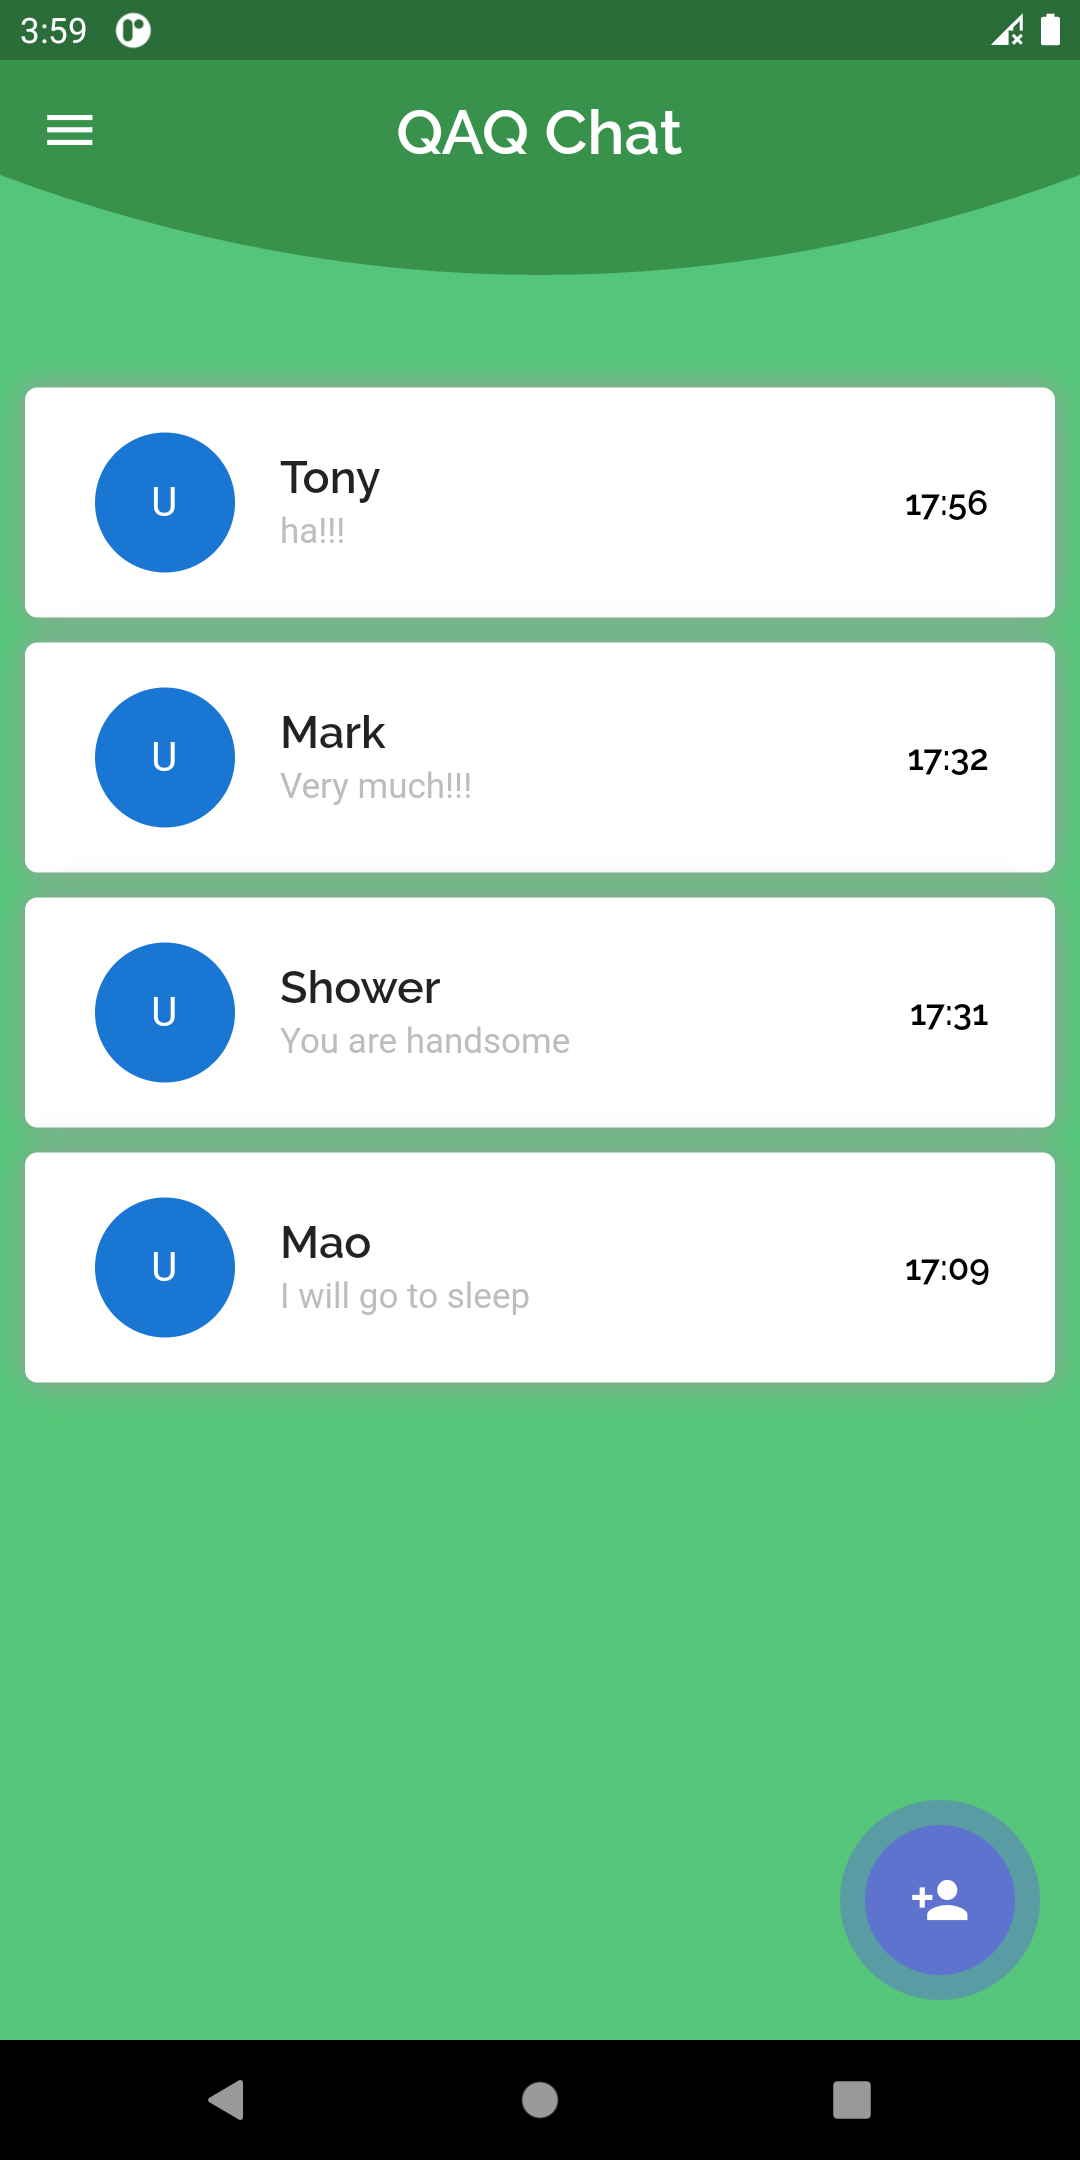 3:59
QAQ Chat
U
Tony
ha!!!
17:56
U
Mark
Very much!!!
17:32
U
Shower
You are handsome
17:31
U
Mao
I will go to sleep
17:09